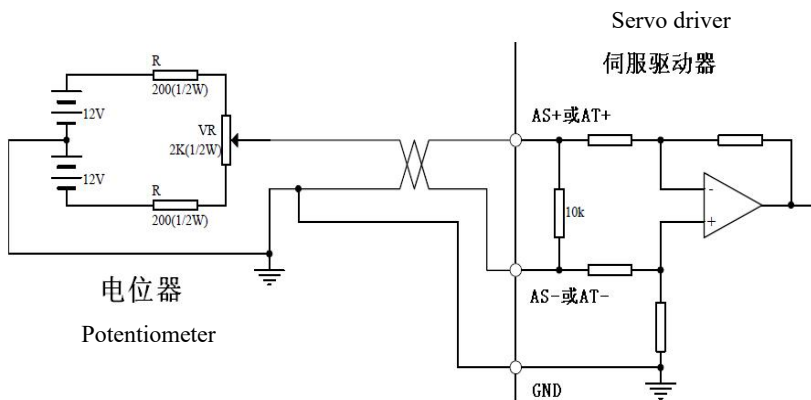 Servo driver
伺服驱动器
R
200(1/2W)
12V
VR
2K(1/2W)
12V
R
200(1/2W)
AS+或AT+
-
10k
+
AS-或AT-
电位器
Potentiometer
GND